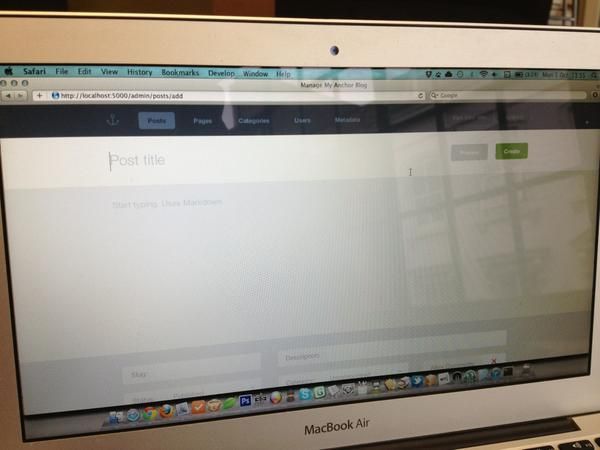 Safari File Edit View History Bookmarks Develop Window Help
Manage My Anchor Blog
http://localhost:5000/admin/posts/add
Google
Posts Pages Categories Users Metadata
Post title
Create
Start typing. Uses Markdown.
Slug:
Description:
MacBook Air